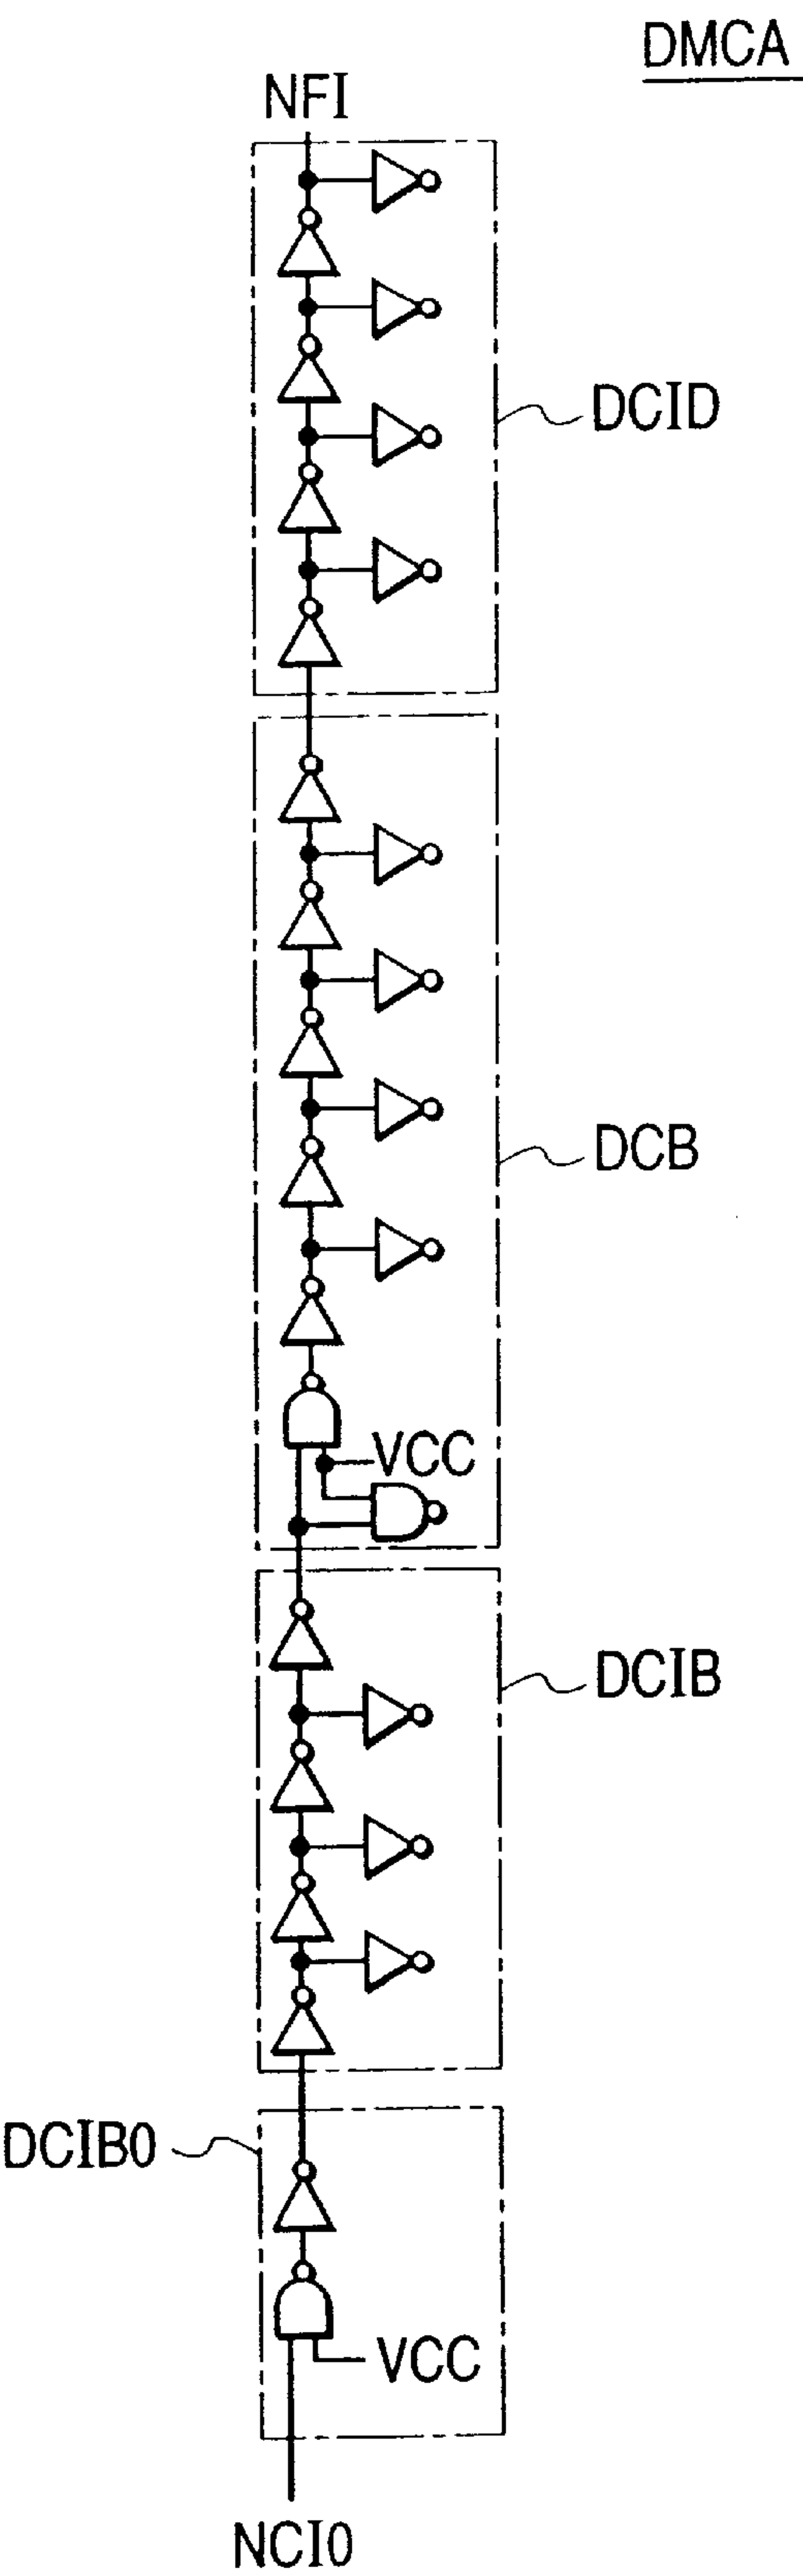 DMCA
NFI
DCID
DCB
VCC
DCIB
DCIB0
VCC
NCI0